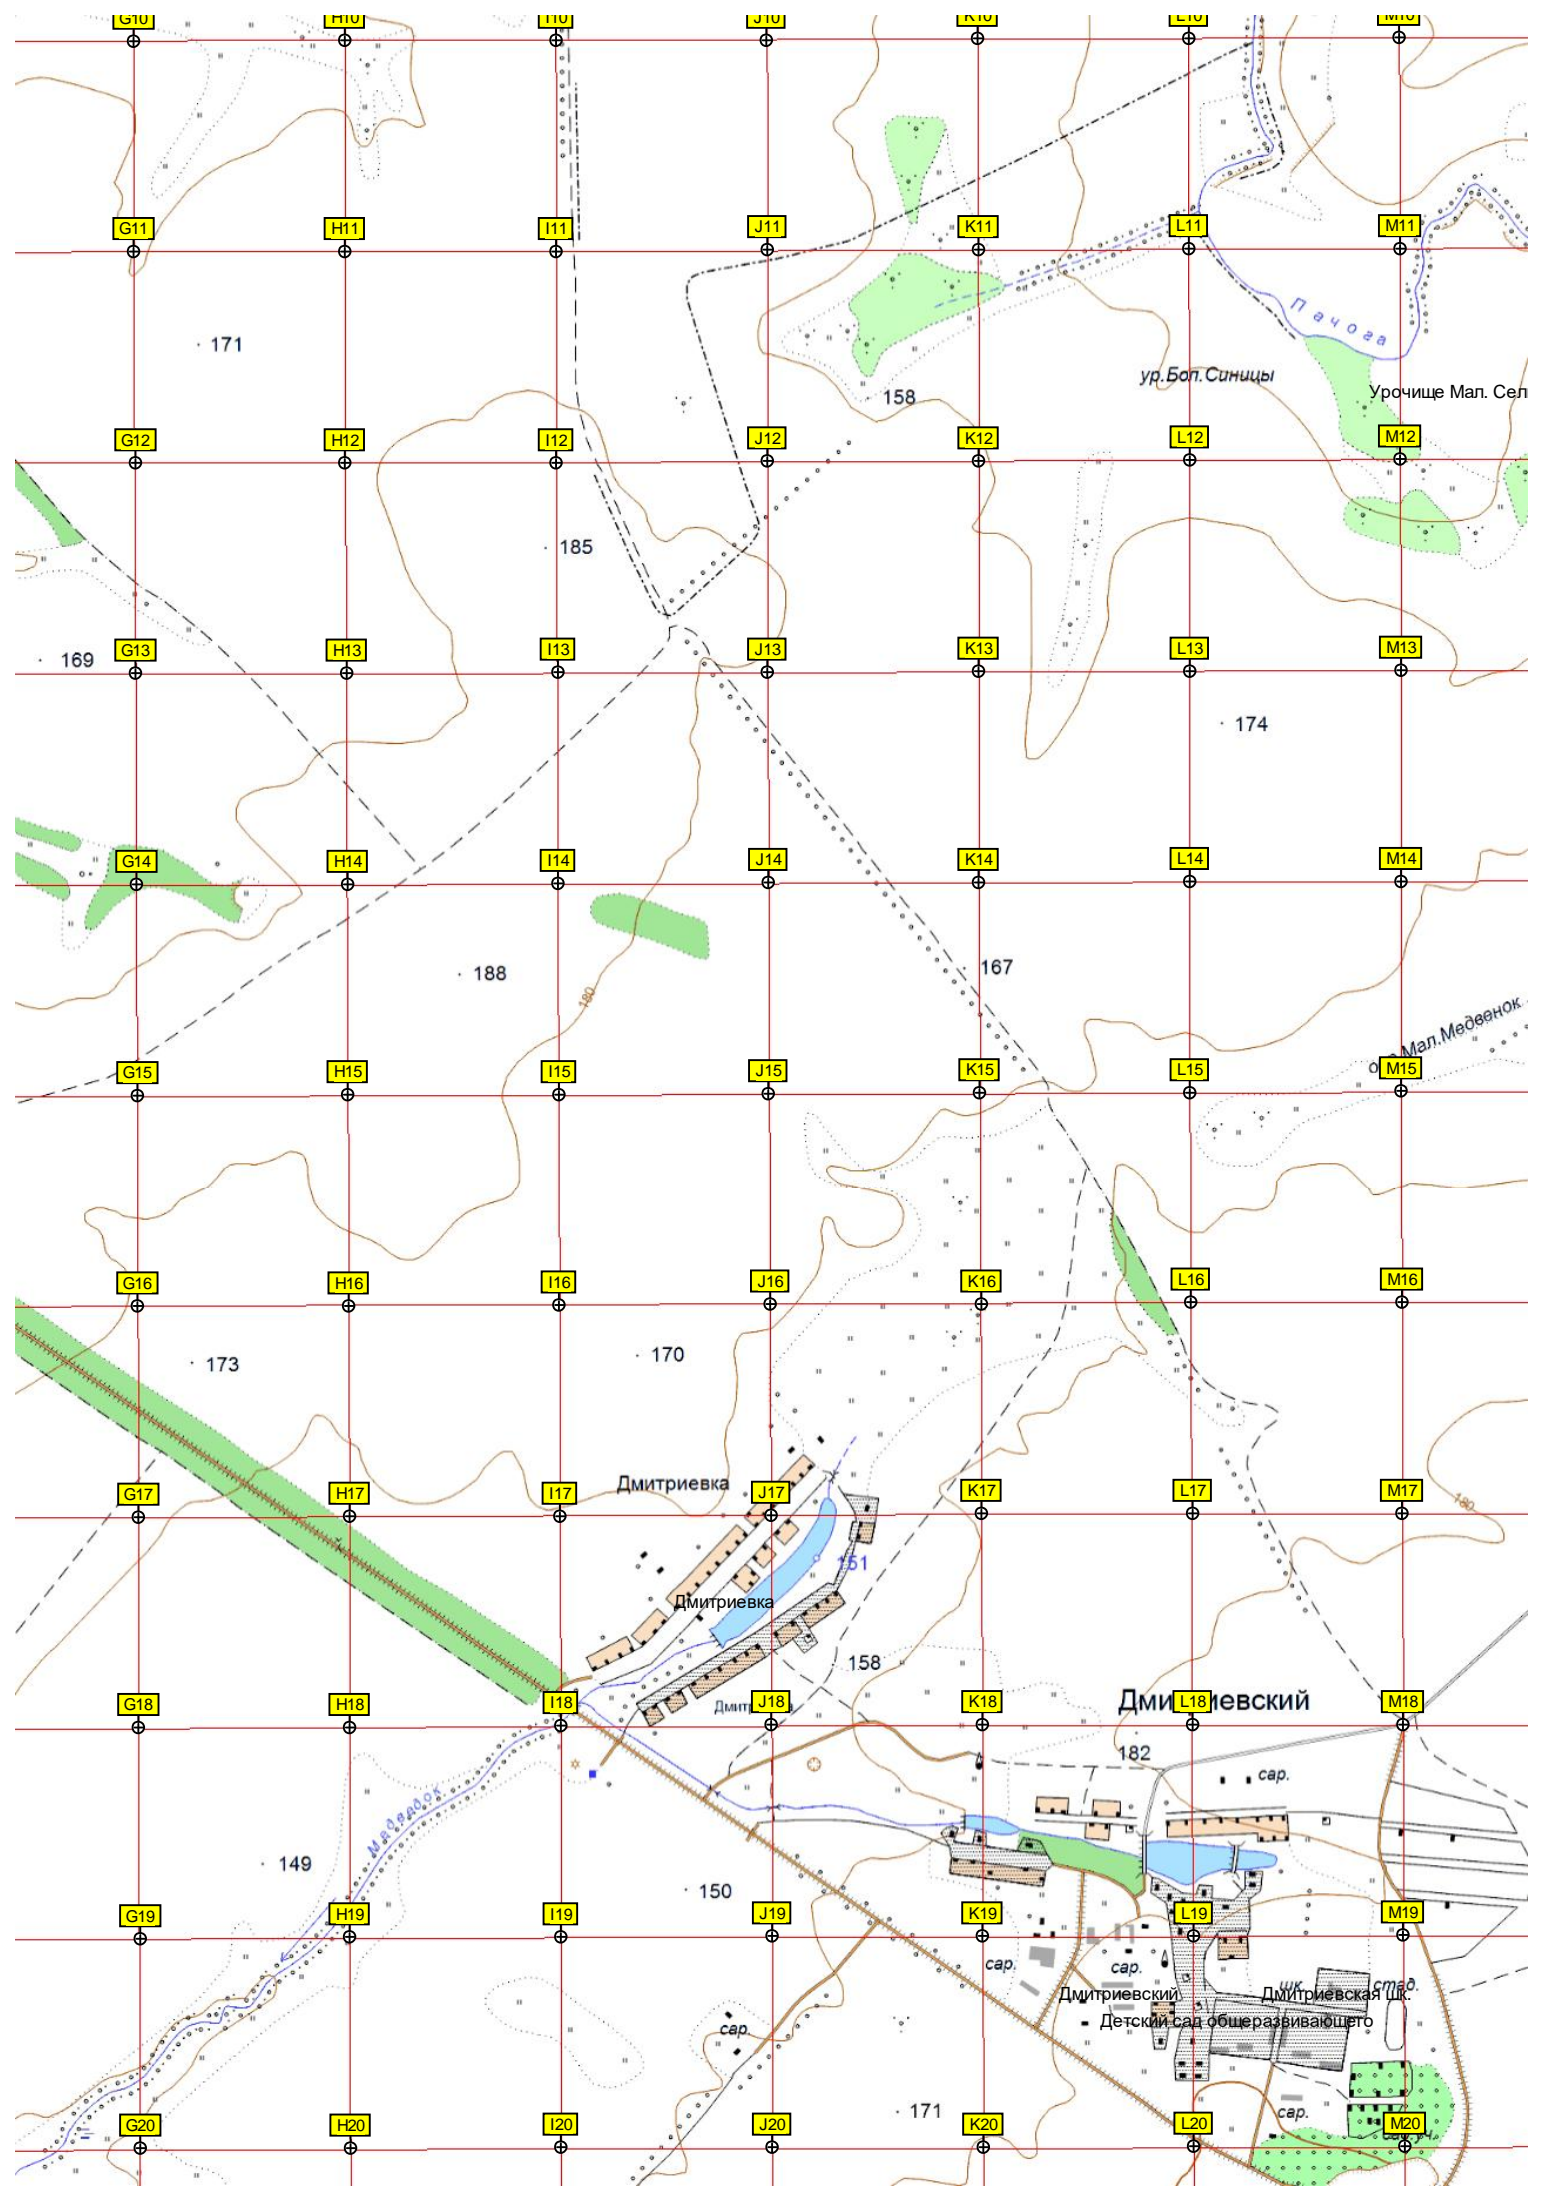 G10 H10 I10 J10 K10 L10 M10
G11 H11 I11 J11 K11 L11 M11
Пачога
171
ур.Бол.Синицы
158
Урочище Мал. Сел
G12 H12 I12 J12 K12 L12 M12
185
169
G13 H13 I13 J13 K13 L13 M13
174
G14 H14 I14 J14 K14 L14 M14
188
167
180
Мал.Медвенок
G15 H15 I15 J15 K15 L15 M15
G16 H16 I16 J16 K16 L16 M16
173
170
Дмитриевка
G17 H17 I17 J17 K17 L17 M17
180
151
Дмитриевка
158
Дмит
G18 H18 I18 J18 K18 L18 M18
182
сар.
Медведок
149
150
G19 H19 I19 J19 K19 L19 M19
сар.
сар.
шк.
стад.
Дмитриевский
Дмитриевская шк.
сар.
Детский сад общеразвивающего
171
сар.
G20 H20 I20 J20 K20 L20 M20